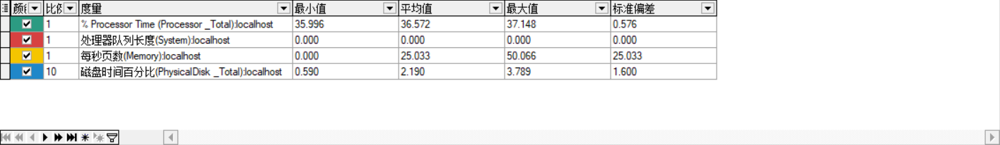 颜 比例 度量 最小值 平均值 最大值 标准偏差
1 % Processor Time (Processor _Total):localhost 35.996 36.572 37.148 0.576
1 处理器队列长度(System):localhost 0.000 0.000 0.000 0.000
1 每秒页数(Memory):localhost 0.000 25.033 50.066 25.033
10 磁盘时间百分比(PhysicalDisk _Total):localhost 0.590 2.190 3.789 1.600